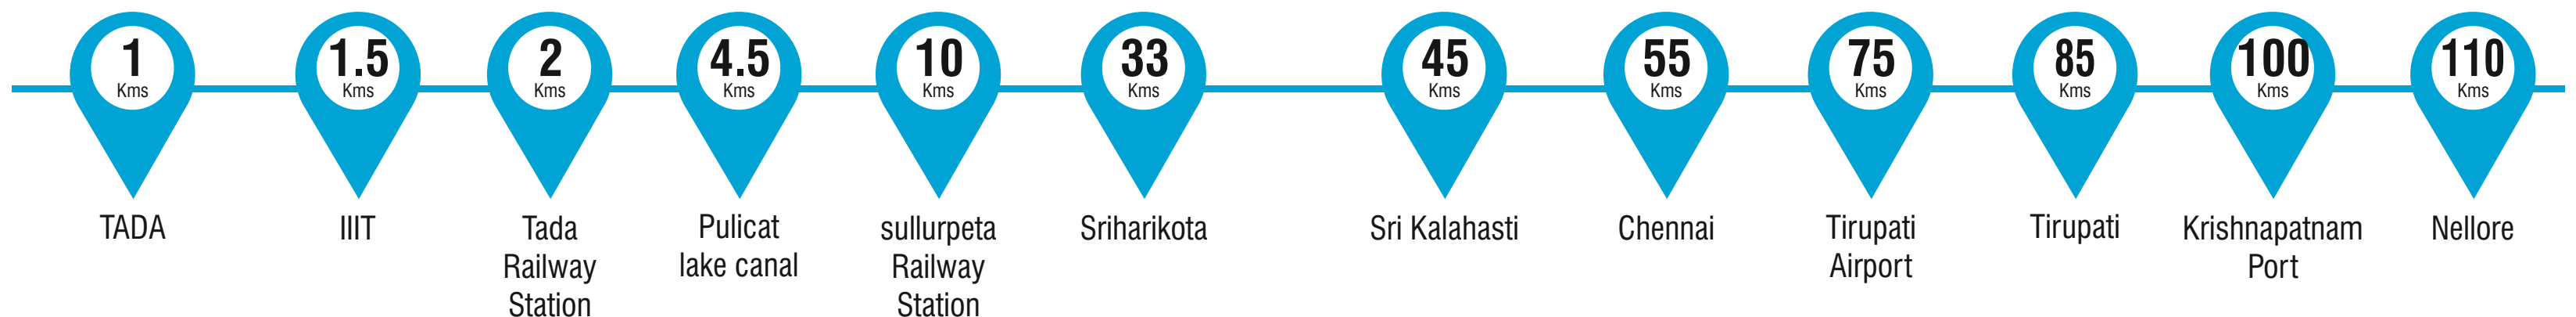 1
Kms
TADA
1.5
Kms
IIIT
2
Kms
Tada
Railway
Station
4.5
Kms
Pulicat
lake canal
10
Kms
sullurpeta
Railway
Station
33
Kms
Sriharikota
45
Kms
Sri Kalahasti
55
Kms
Chennai
75
Kms
Tirupati
Airport
85
Kms
Tirupati
100
Kms
Krishnapatnam
Port
110
Kms
Nellore